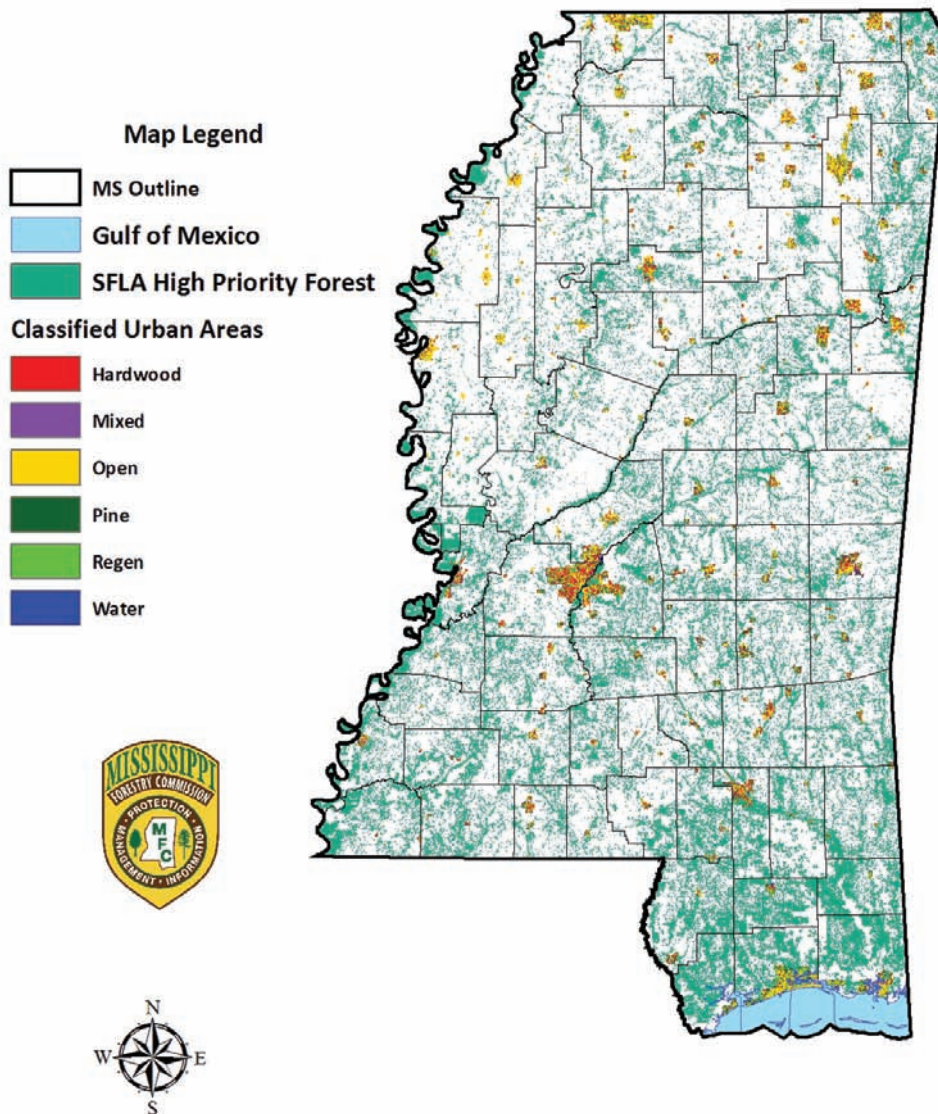 Map Legend
MS Outline
Gulf of Mexico
SFLA High Priority Forest
Classified Urban Areas
Hardwood
Mixed
Open
Pine
Regen
Water
MISSISSIPPI
FORESTRY COMMISSION
PROTECTION
MANAGEMENT · INFORMATION
M
F
C
N
W E
S